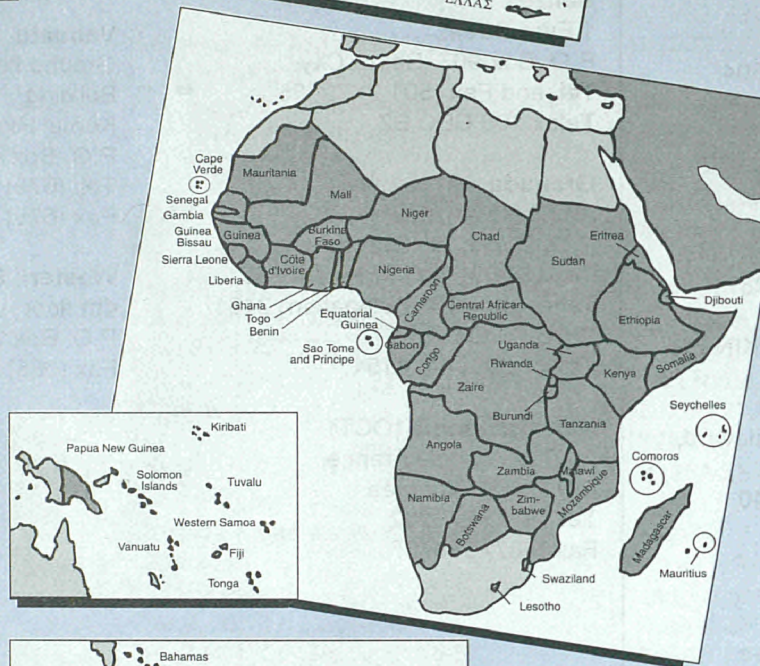 ΕΛΛΑΣ
Cape
Verde
Mauritania
Mali
Niger
Chad
Sudan
Eritrea
Djibouti
Senegal
Gambia
Guinea
Bissau
Guinea
Burkina
Faso
Sierra Leone
Côte
d'Ivoire
Nigeria
Liberia
Ghana
Togo
Benin
Cameroon
Central African
Republic
Ethiopia
Somalia
Equatorial
Guinea
Sao Tome
and Principe
Gabon
Congo
Uganda
Rwanda
Kenya
Zaire
Burundi
Tanzania
Seychelles
Comoros
Angola
Zambia
Malawi
Mozambique
Namibia
Botswana
Zim-
babwe
Madagascar
Mauritius
Swaziland
Lesotho
Kiribati
Papua New Guinea
Solomon
Islands
Tuvalu
Western Samoa
Vanuatu
Fiji
Tonga
Bahamas